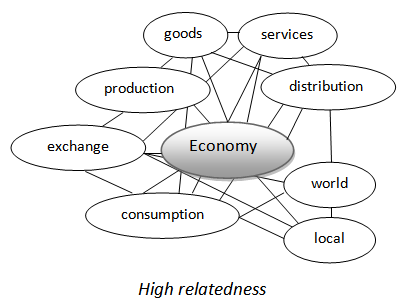 goods
services
production
distribution
exchange
Economy
world
consumption
local
High relatedness